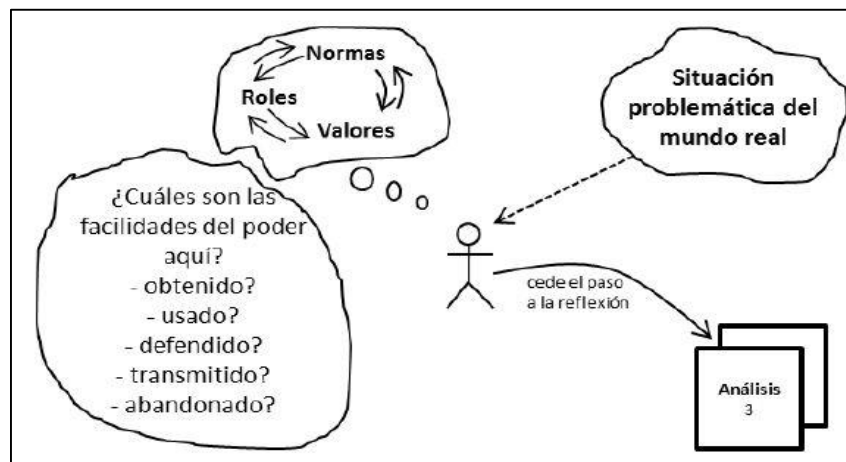 Normas
Roles
Valores
Situación
problemática del
mundo real
¿Cuáles son las
facilidades del poder
aquí?
- obtenido?
- usado?
- defendido?
- transmitido?
- abandonado?
cede el paso
a la reflexión
Análisis
3